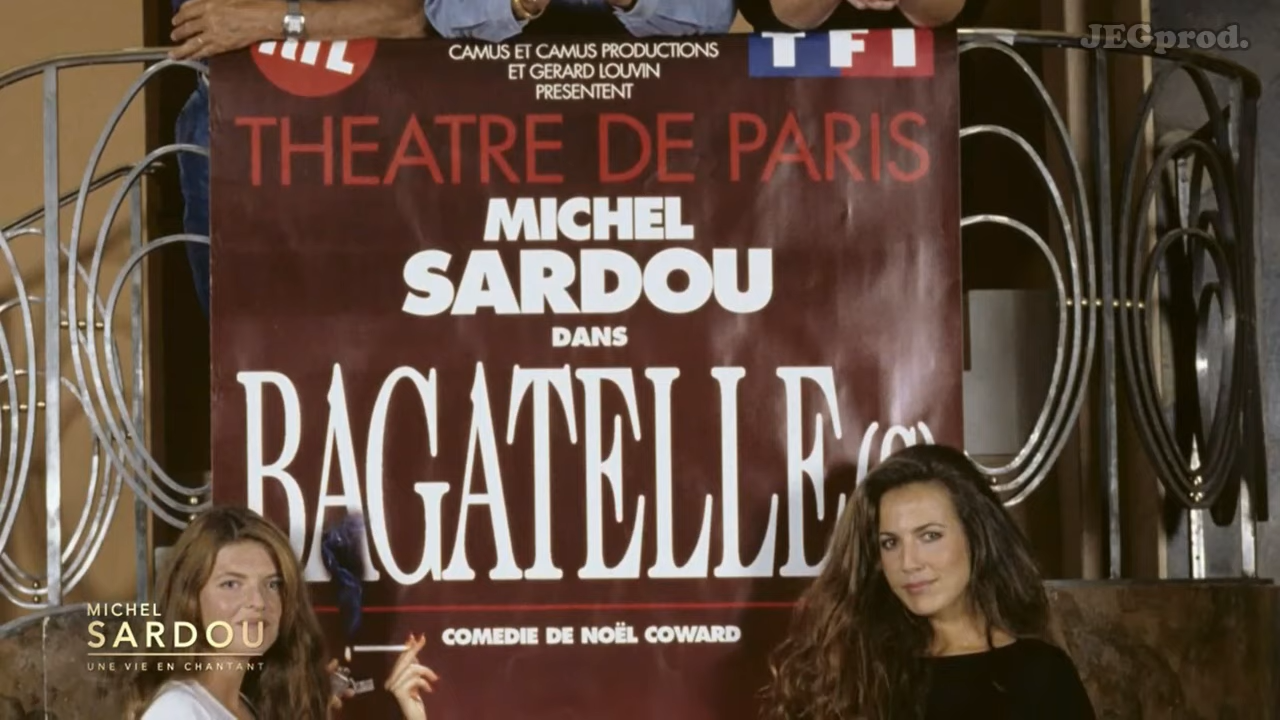 JEGprod.
RTL
TF1
CAMUS ET CAMUS PRODUCTIONS
ET GERARD LOUVIN
PRESENTENT
THEATRE DE PARIS
MICHEL
SARDOU
DANS
BAGATELLE (S)
COMEDIE DE NOËL COWARD
MICHEL
SARDOU
UNE VIE EN CHANTANT